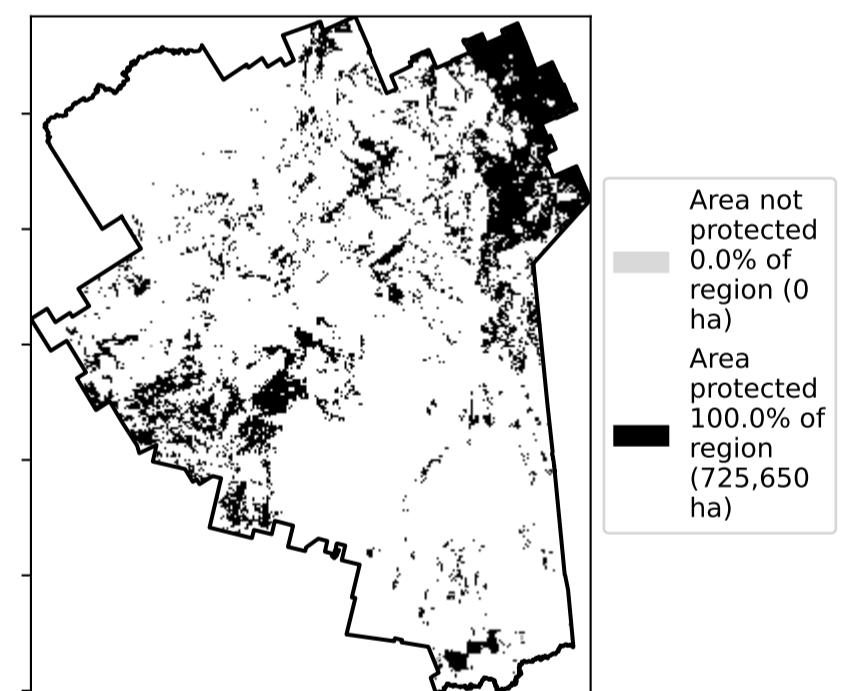 Area not
protected
0.0% of
region (0
ha)
Area
protected
100.0% of
region
(725,650
ha)